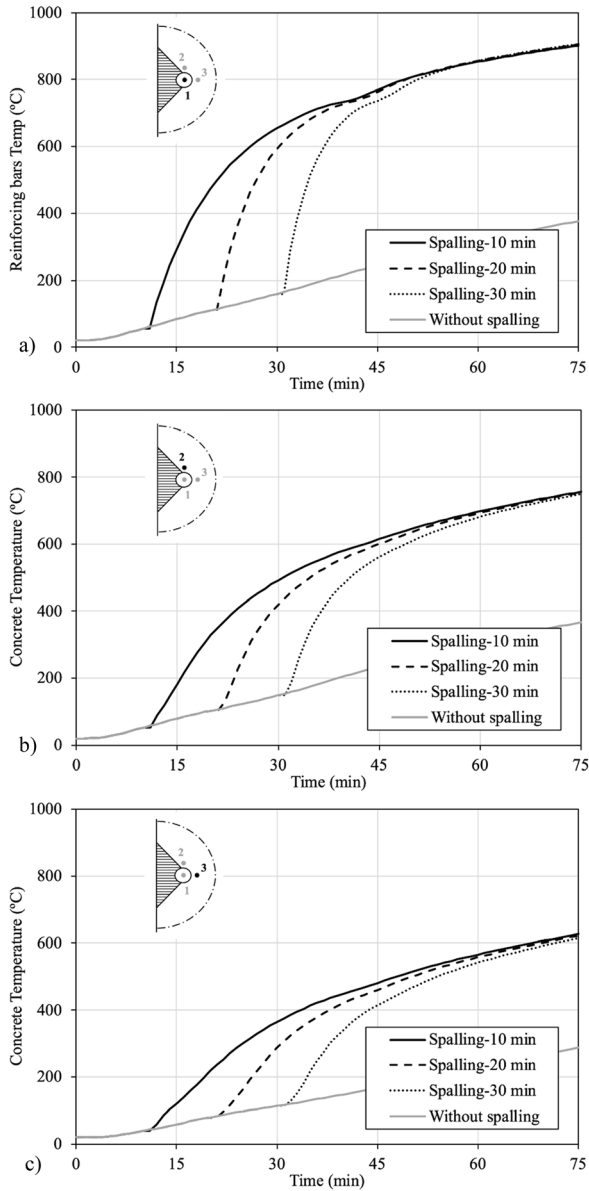 1000
800
600
400
200
0
Reinforcing bars Temp (ºC)
2
3
1
Spalling-10 min
Spalling-20 min
Spalling-30 min
Without spalling
0 15 30 45 60 75
Time (min)
a)
1000
800
600
400
200
0
Concrete Temperature (ºC)
2
3
1
Spalling-10 min
Spalling-20 min
Spalling-30 min
Without spalling
0 15 30 45 60 75
Time (min)
b)
1000
800
600
400
200
0
Concrete Temperature (ºC)
2
3
1
Spalling-10 min
Spalling-20 min
Spalling-30 min
Without spalling
0 15 30 45 60 75
Time (min)
c)